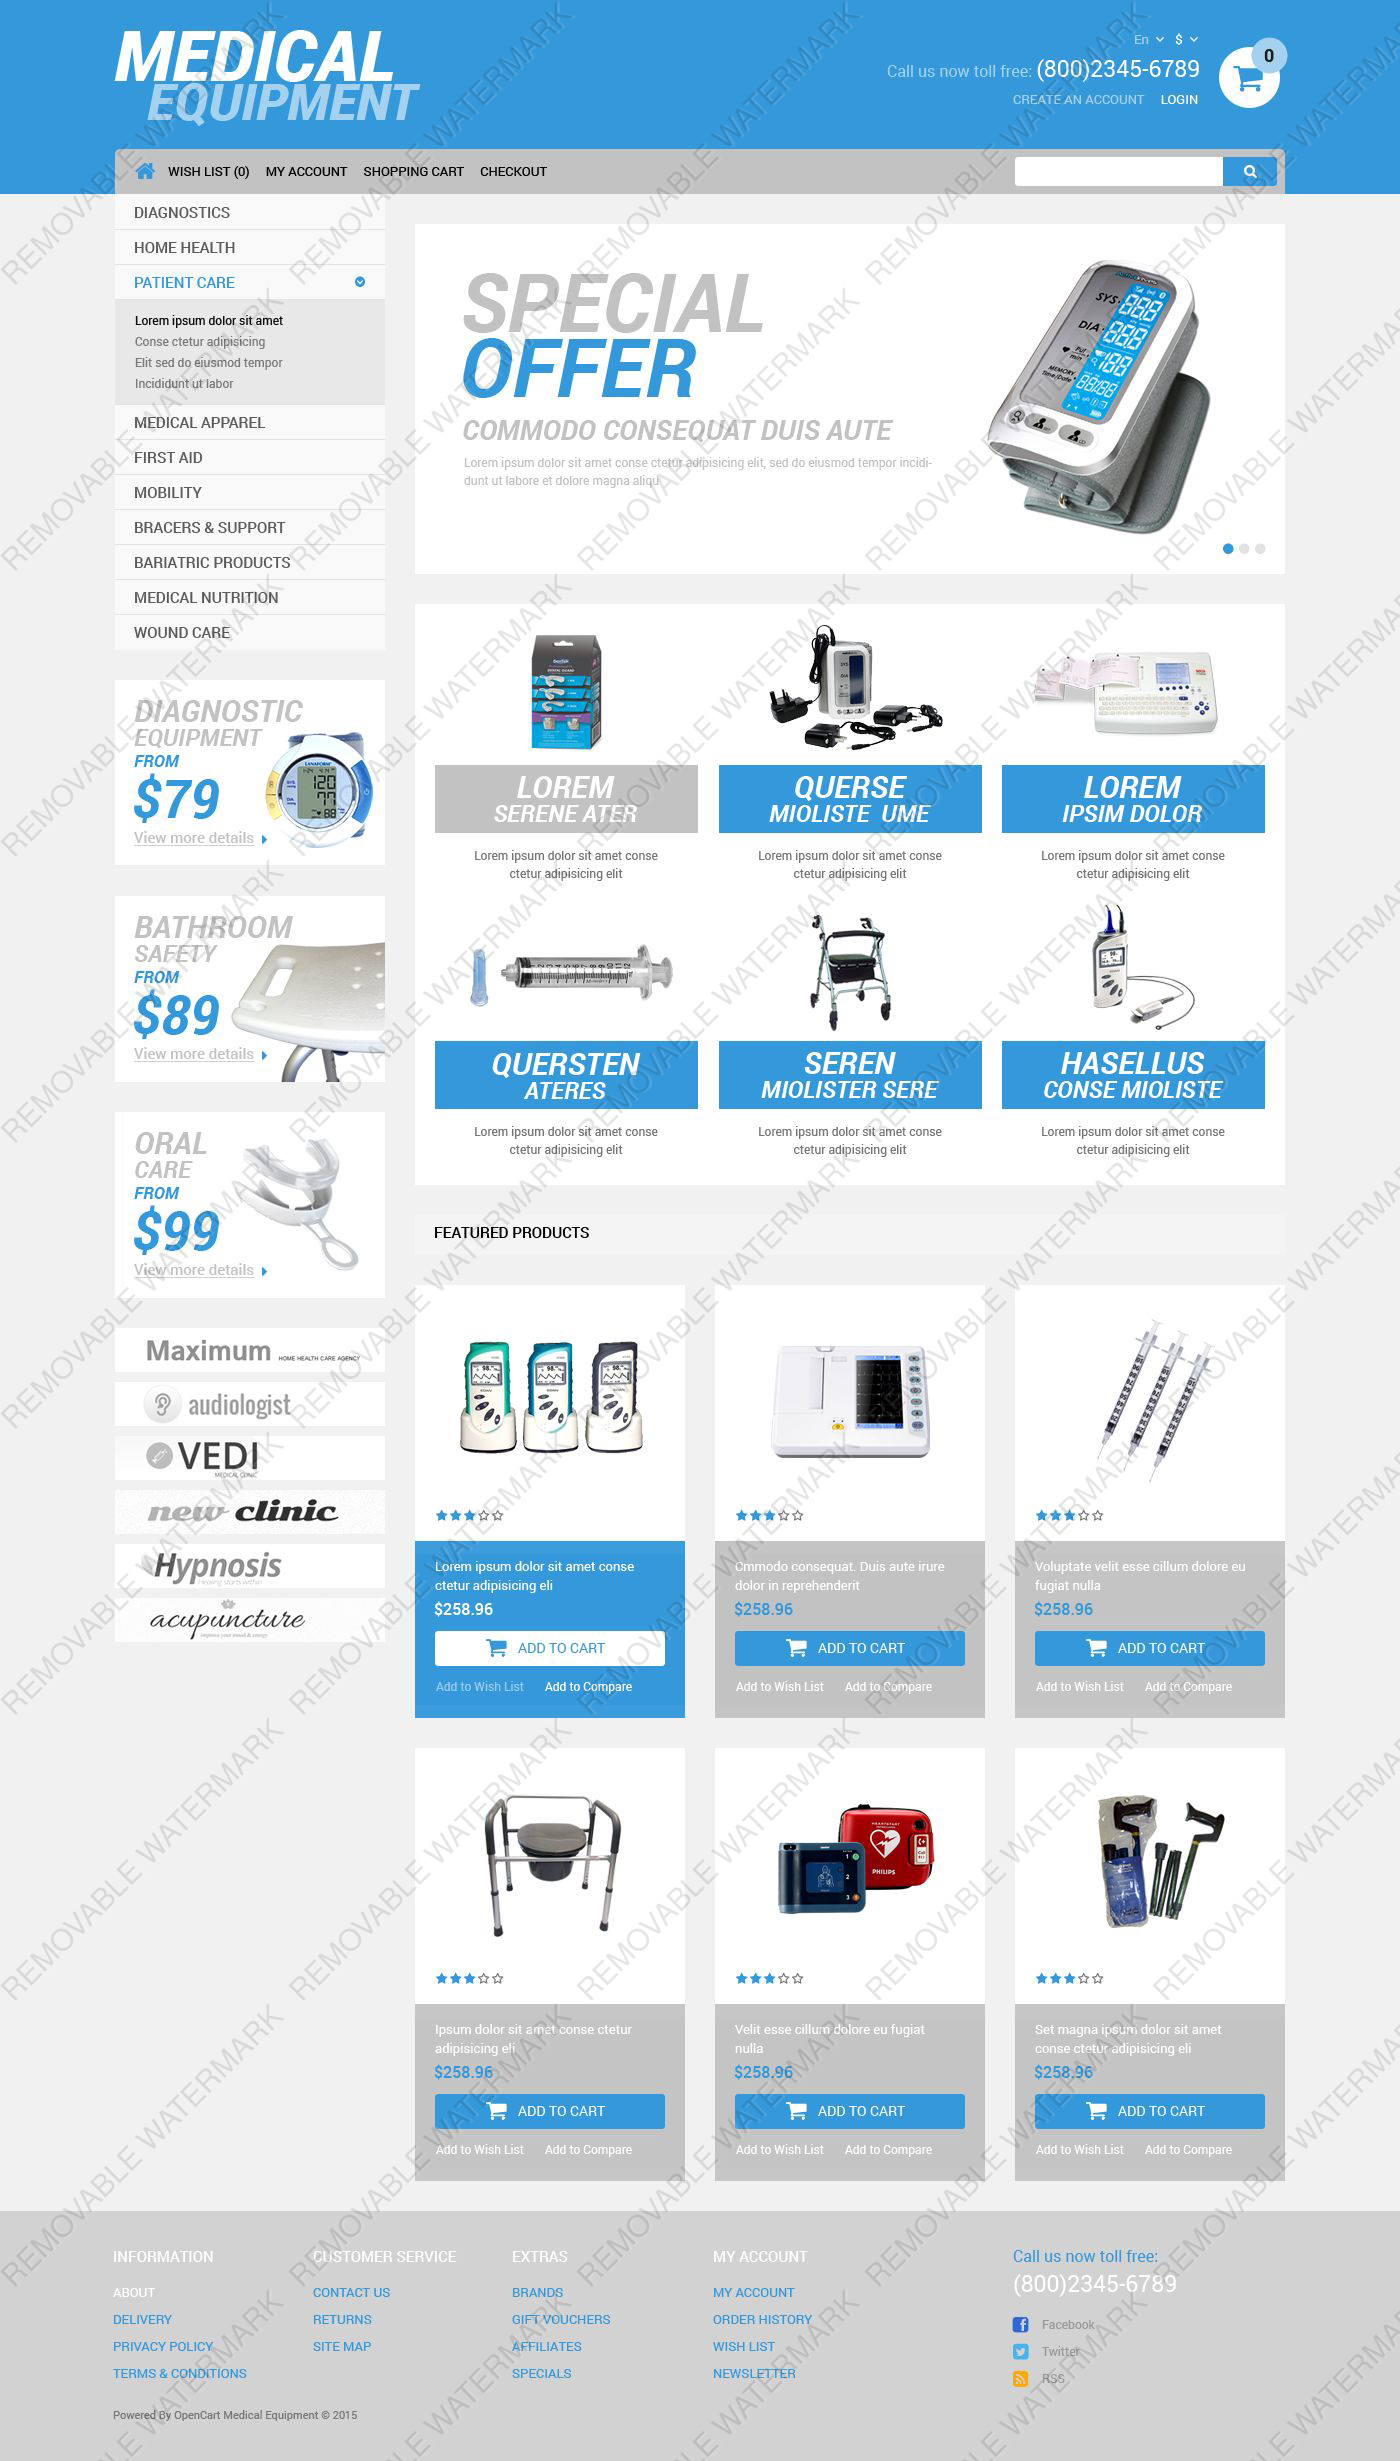 MEDICAL
EQUIPMENT
En $
Call us now toll free: (800)2345-6789
CREATE AN ACCOUNT LOGIN
0
WISH LIST (0) MY ACCOUNT SHOPPING CART CHECKOUT
DIAGNOSTICS
HOME HEALTH
PATIENT CARE
Lorem ipsum dolor sit amet
Conse ctetur adipisicing
Elit sed do eiusmod tempor
Incididunt ut labor
MEDICAL APPAREL
FIRST AID
MOBILITY
BRACERS & SUPPORT
BARIATRIC PRODUCTS
MEDICAL NUTRITION
WOUND CARE
SPECIAL
OFFER
COMMODO CONSEQUAT DUIS AUTE
Lorem ipsum dolor sit amet conse ctetur adipisicing elit, sed do eiusmod tempor incidi-
dunt ut labore et dolore magna aliqu
SYS.
DIA.
MEMORY
Time/Date
DIAGNOSTIC
EQUIPMENT
FROM
$79
View more details
LANAFORM
120
77
88
BATHROOM
SAFETY
FROM
$89
View more details
ORAL
CARE
FROM
$99
View more details
Maximum HOME HEALTH CARE AGENCY
audiologist
VEDI
MEDICAL CLINIC
new clinic
Hypnosis
Healing starts within
acupuncture
improve your mood & energy
LOREM
SERENE ATER
Lorem ipsum dolor sit amet conse
ctetur adipisicing elit
QUERSE
MIOLISTE UME
Lorem ipsum dolor sit amet conse
ctetur adipisicing elit
LOREM
IPSIM DOLOR
Lorem ipsum dolor sit amet conse
ctetur adipisicing elit
QUERSTEN
ATERES
Lorem ipsum dolor sit amet conse
ctetur adipisicing elit
SEREN
MIOLISTER SERE
Lorem ipsum dolor sit amet conse
ctetur adipisicing elit
HASELLUS
CONSE MIOLISTE
Lorem ipsum dolor sit amet conse
ctetur adipisicing elit
FEATURED PRODUCTS
Lorem ipsum dolor sit amet conse
ctetur adipisicing eli
$258.96
ADD TO CART
Add to Wish List Add to Compare
Cmmodo consequat. Duis aute irure
dolor in reprehenderit
$258.96
ADD TO CART
Add to Wish List Add to Compare
Voluptate velit esse cillum dolore eu
fugiat nulla
$258.96
ADD TO CART
Add to Wish List Add to Compare
Ipsum dolor sit amet conse ctetur
adipisicing eli
$258.96
ADD TO CART
Add to Wish List Add to Compare
HEARTSTART
PHILIPS
Velit esse cillum dolore eu fugiat
nulla
$258.96
ADD TO CART
Add to Wish List Add to Compare
Set magna ipsum dolor sit amet
conse ctetur adipisicing eli
$258.96
ADD TO CART
Add to Wish List Add to Compare
INFORMATION
ABOUT
DELIVERY
PRIVACY POLICY
TERMS & CONDITIONS
CUSTOMER SERVICE
CONTACT US
RETURNS
SITE MAP
EXTRAS
BRANDS
GIFT VOUCHERS
AFFILIATES
SPECIALS
MY ACCOUNT
MY ACCOUNT
ORDER HISTORY
WISH LIST
NEWSLETTER
Call us now toll free:
(800)2345-6789
Facebook
Twitter
RSS
Powered By OpenCart Medical Equipment © 2015
REMOVABLE WATERMARK